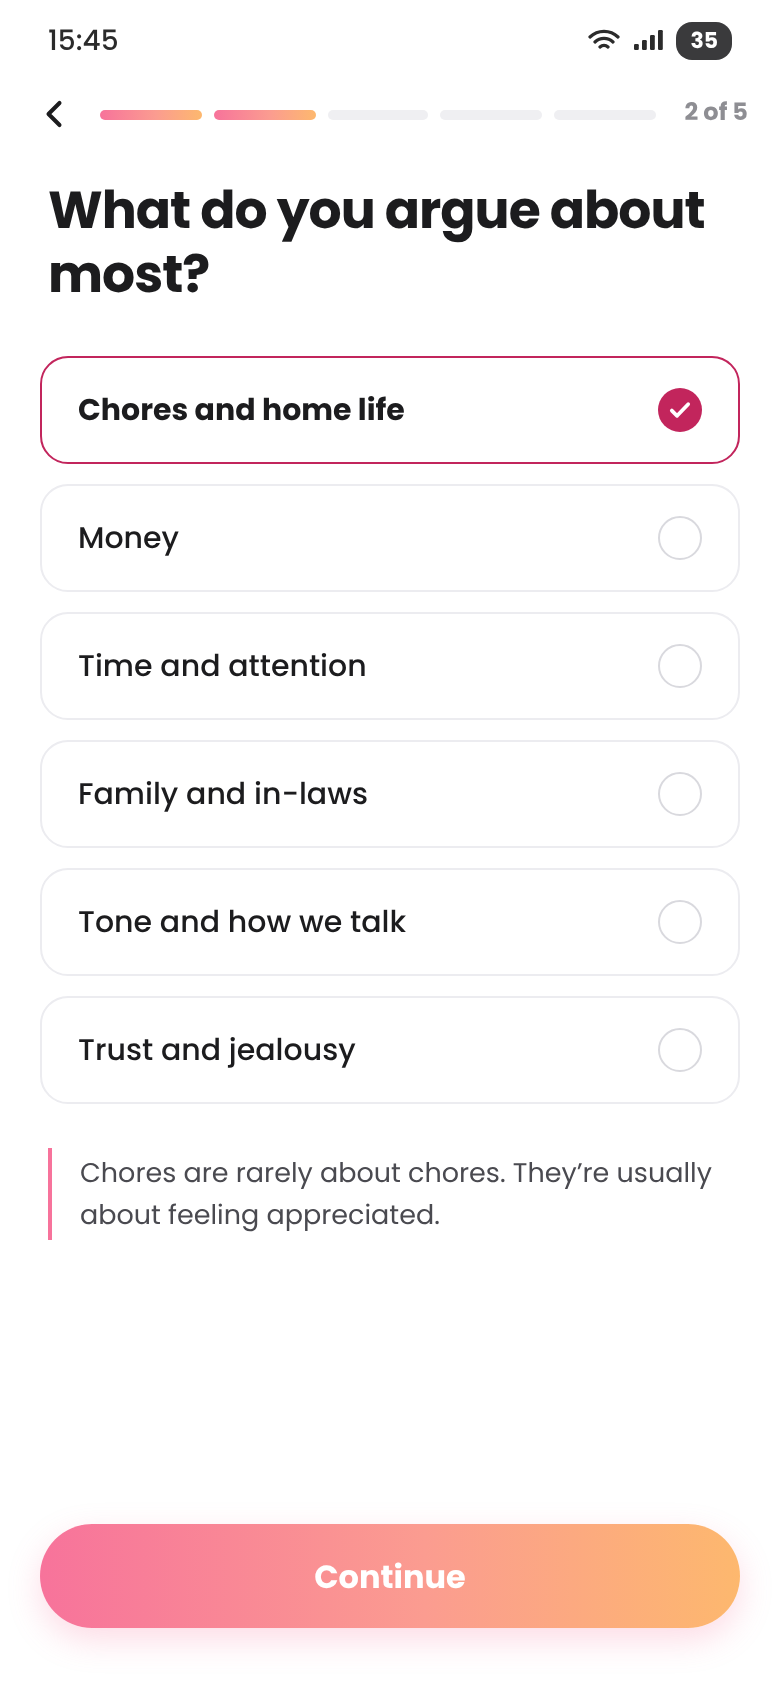 15:45
35
2 of 5
What do you argue about
most?
Chores and home life
Money
Time and attention
Family and in-laws
Tone and how we talk
Trust and jealousy
Chores are rarely about chores. They’re usually
about feeling appreciated.
Continue